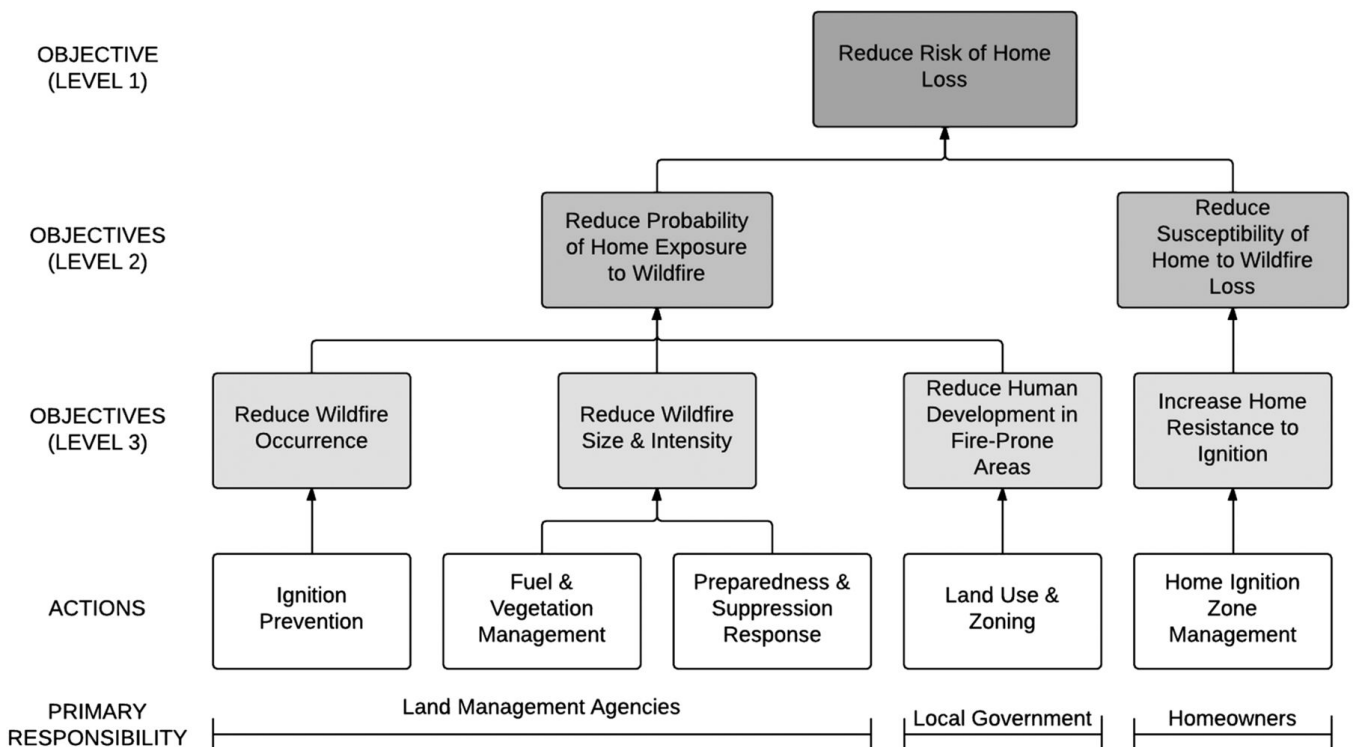 OBJECTIVE
(LEVEL 1)
Reduce Risk of Home
Loss
OBJECTIVES
(LEVEL 2)
Reduce Probability
of Home Exposure
to Wildfire
Reduce
Susceptibility of
Home to Wildfire
Loss
OBJECTIVES
(LEVEL 3)
Reduce Wildfire
Occurrence
Reduce Wildfire
Size & Intensity
Reduce Human
Development in
Fire-Prone
Areas
Increase Home
Resistance to
Ignition
ACTIONS
Ignition
Prevention
Fuel &
Vegetation
Management
Preparedness &
Suppression
Response
Land Use &
Zoning
Home Ignition
Zone
Management
PRIMARY
RESPONSIBILITY
Land Management Agencies
Local Government
Homeowners